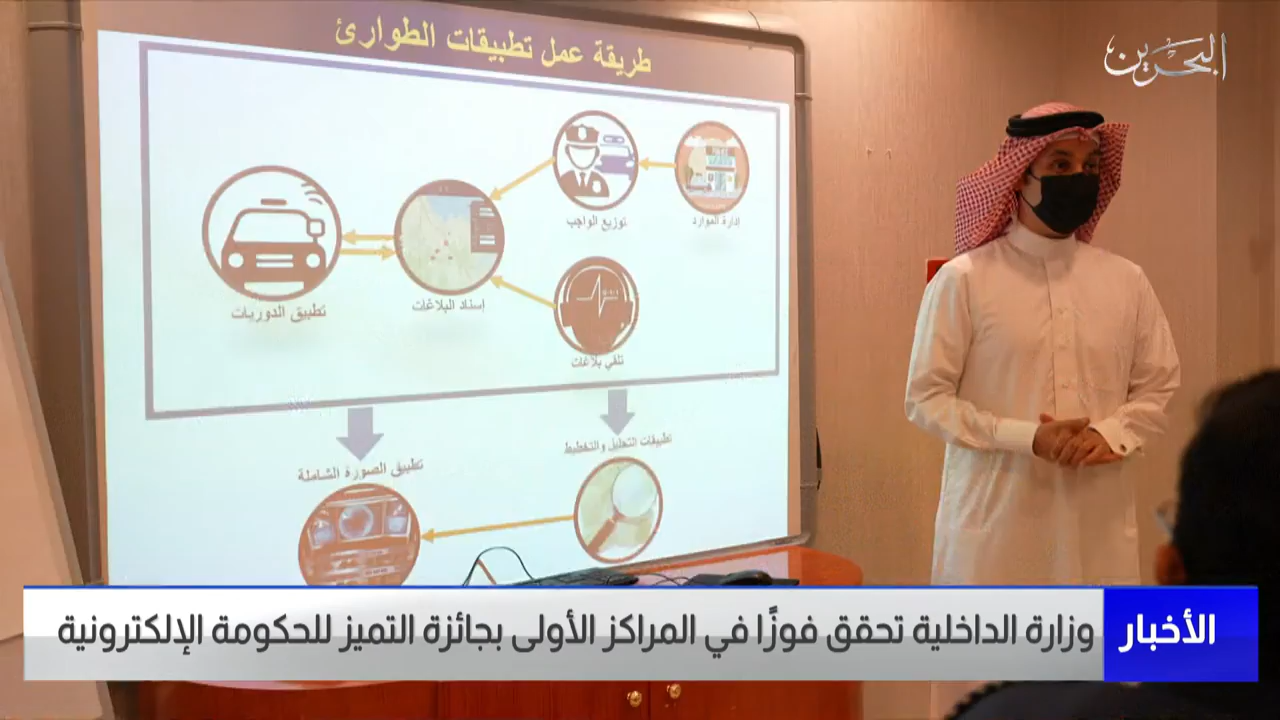 البحرين
طريقة عمل تطبيقات الطوارئ
إدارة الموارد
توزيع الواجب
إسناد البلاغات
تطبيق الدوريات
تلقي بلاغات
تطبيقات التحليل والتخطيط
تطبيق الصورة الشاملة
الأخبار
وزارة الداخلية تحقق فوزًا في المراكز الأولى بجائزة التميز للحكومة الإلكترونية